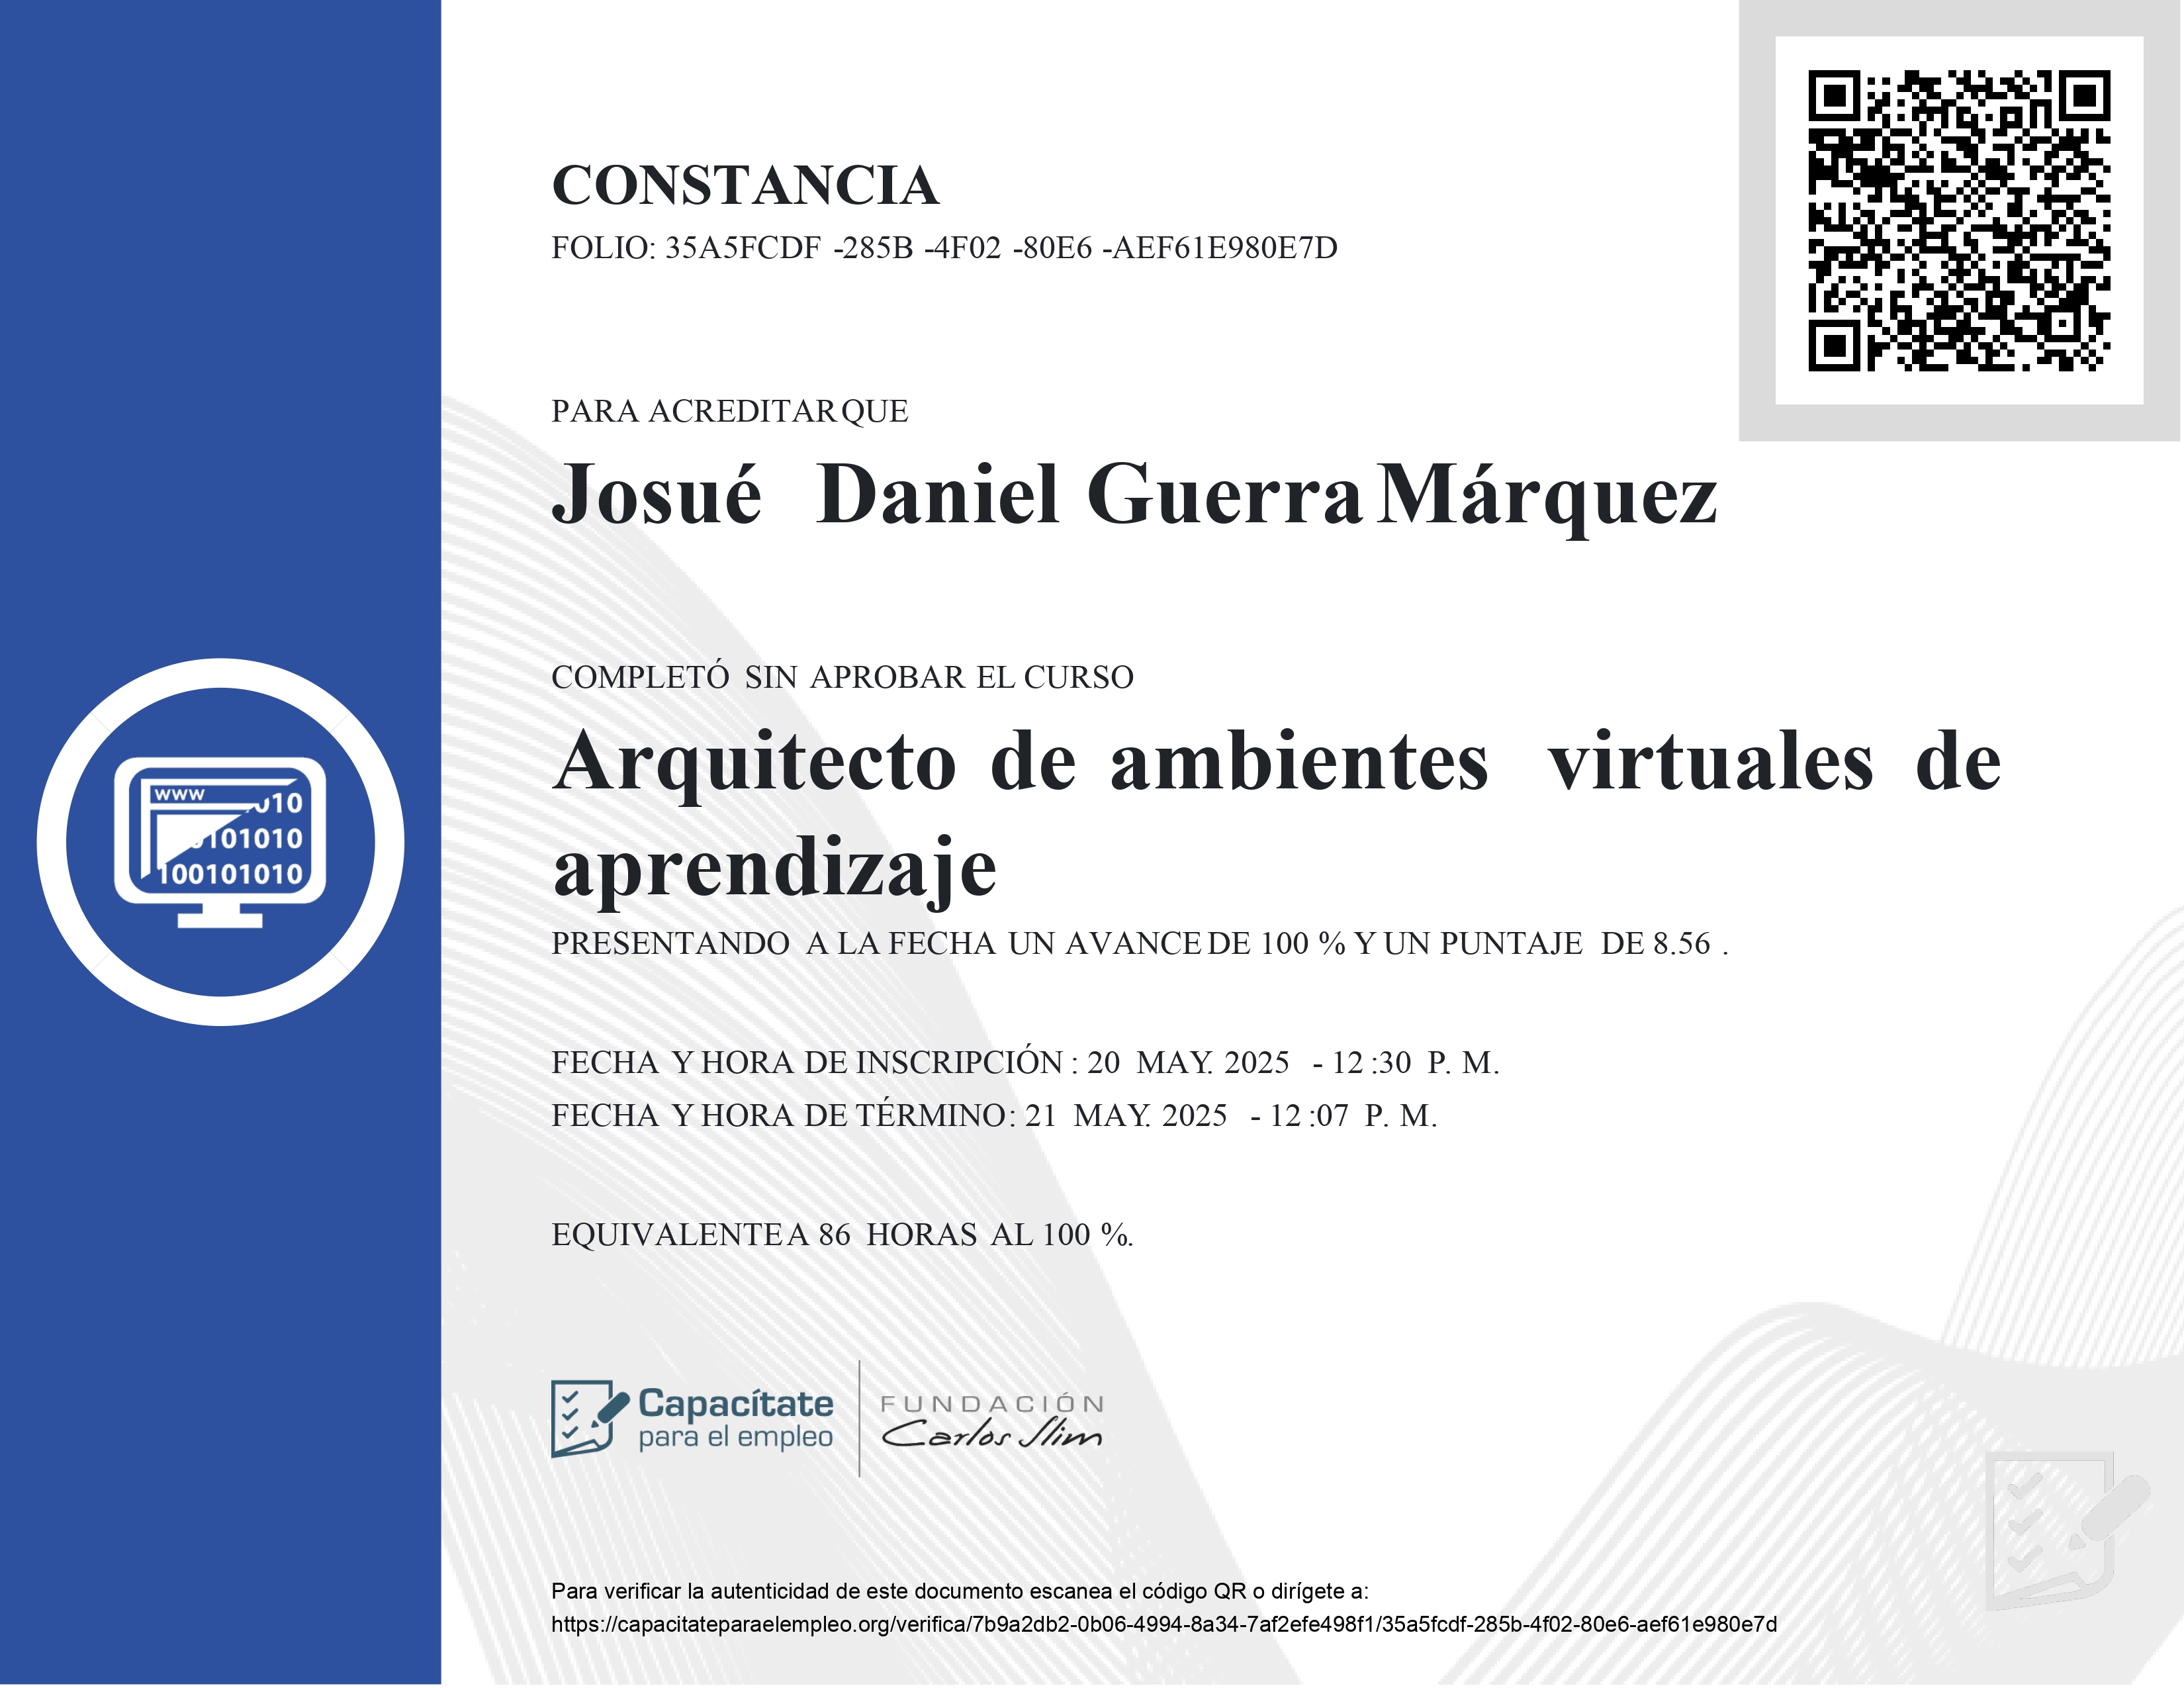 CONSTANCIA
FOLIO: 35A5FCDF -285B -4F02 -80E6 -AEF61E980E7D
PARA ACREDITAR QUE
Josué Daniel Guerra Márquez
COMPLETÓ SIN APROBAR EL CURSO
Arquitecto de ambientes virtuales de
aprendizaje
PRESENTANDO A LA FECHA UN AVANCE DE 100 % Y UN PUNTAJE DE 8.56 .
FECHA Y HORA DE INSCRIPCIÓN : 20 MAY. 2025 - 12 :30 P. M.
FECHA Y HORA DE TÉRMINO: 21 MAY. 2025 - 12 :07 P. M.
EQUIVALENTE A 86 HORAS AL 100 %.
www
010
101010
100101010
Capacítate
para el empleo
FUNDACIÓN
Carlos Slim
Para verificar la autenticidad de este documento escanea el código QR o dirígete a:
https://capacitateparaelempleo.org/verifica/7b9a2db2-0b06-4994-8a34-7af2efe498f1/35a5fcdf-285b-4f02-80e6-aef61e980e7d